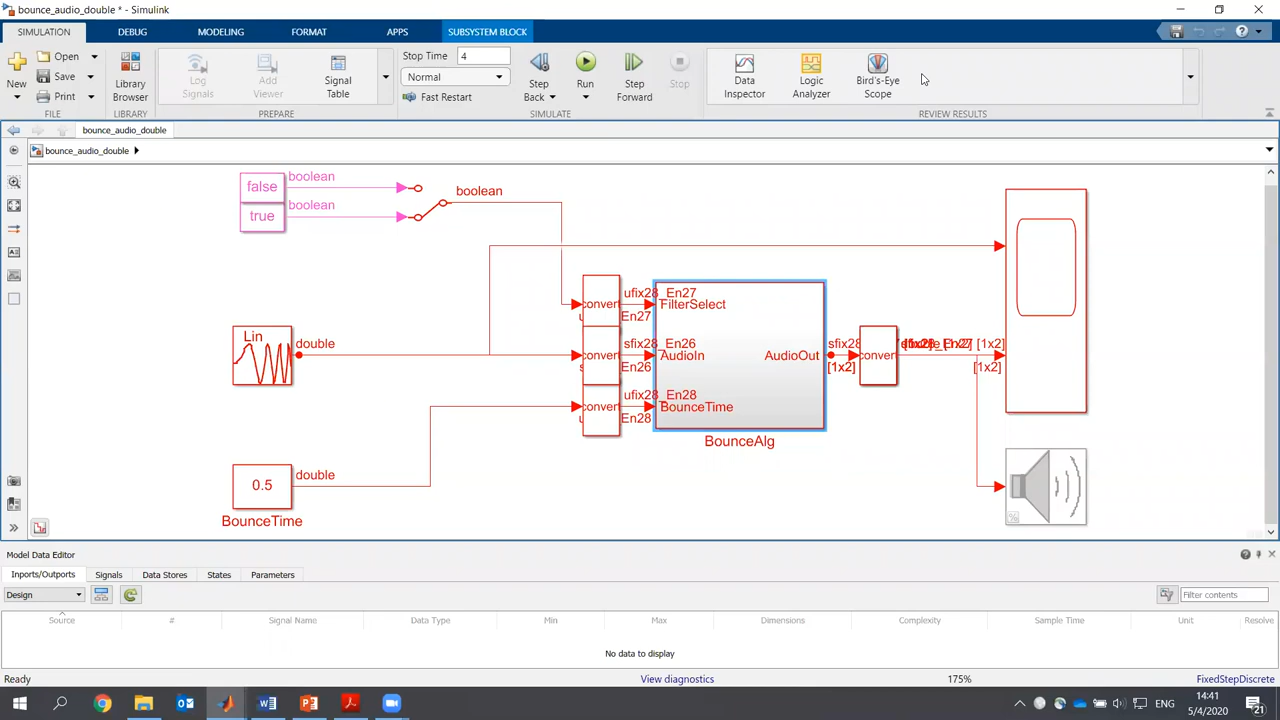 bounce_audio_double * - Simulink
SIMULATION
DEBUG
MODELING
FORMAT
APPS
SUBSYSTEM BLOCK
New
Open
Save
Print
FILE
Library
Browser
LIBRARY
Log
Signals
Add
Viewer
Signal
Table
PREPARE
Stop Time
4
Normal
Fast Restart
Step
Back
Run
Step
Forward
Stop
SIMULATE
Data
Inspector
Logic
Analyzer
Bird's-Eye
Scope
REVIEW RESULTS
bounce_audio_double
bounce_audio_double
false
boolean
true
boolean
boolean
Lin
double
0.5
double
BounceTime
convert
ufix28_En27
En27
convert
sfix28_En26
En26
convert
ufix28_En28
En28
FilterSelect
AudioIn
BounceTime
AudioOut
BounceAlg
sfix28
[1x2]
convert
[1x2]
[1x2]
Model Data Editor
Inports/Outports
Signals
Data Stores
States
Parameters
Design
Filter contents
Source
#
Signal Name
Data Type
Min
Max
Dimensions
Complexity
Sample Time
Unit
Resolve
No data to display
Ready
View diagnostics
175%
FixedStepDiscrete
ENG
14:41
5/4/2020
21